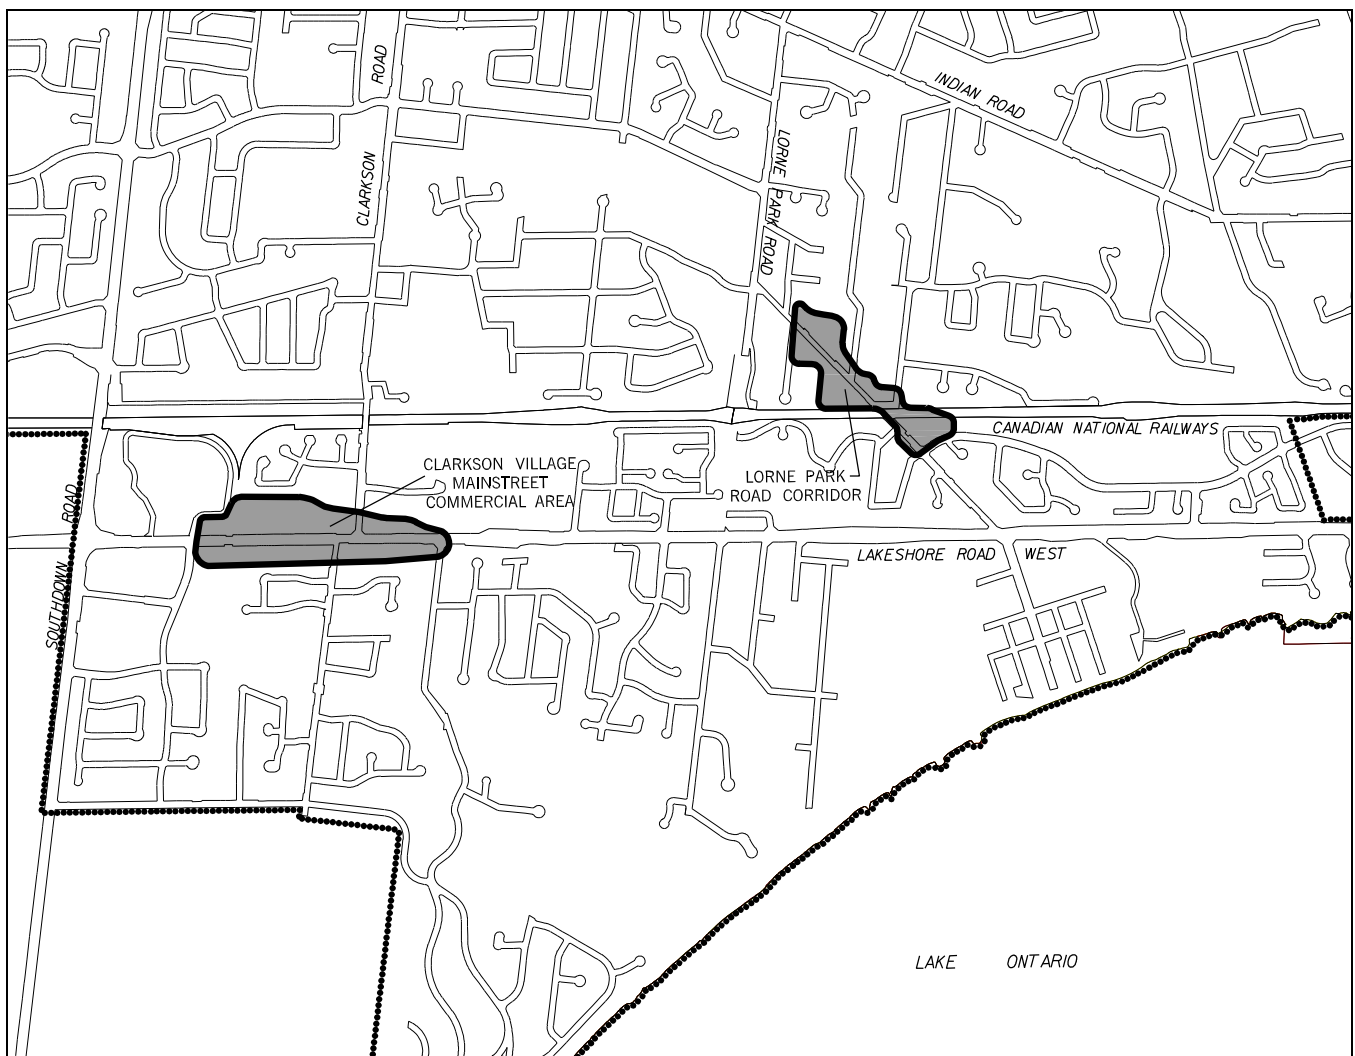 ROAD
CLARKSON
INDIAN ROAD
LORNE PARK ROAD
CANADIAN NATIONAL RAILWAYS
CLARKSON VILLAGE
MAINSTREET
COMMERCIAL AREA
LORNE PARK
ROAD CORRIDOR
LAKESHORE ROAD WEST
ROAD
SOUTHDOWN
LAKE ONTARIO